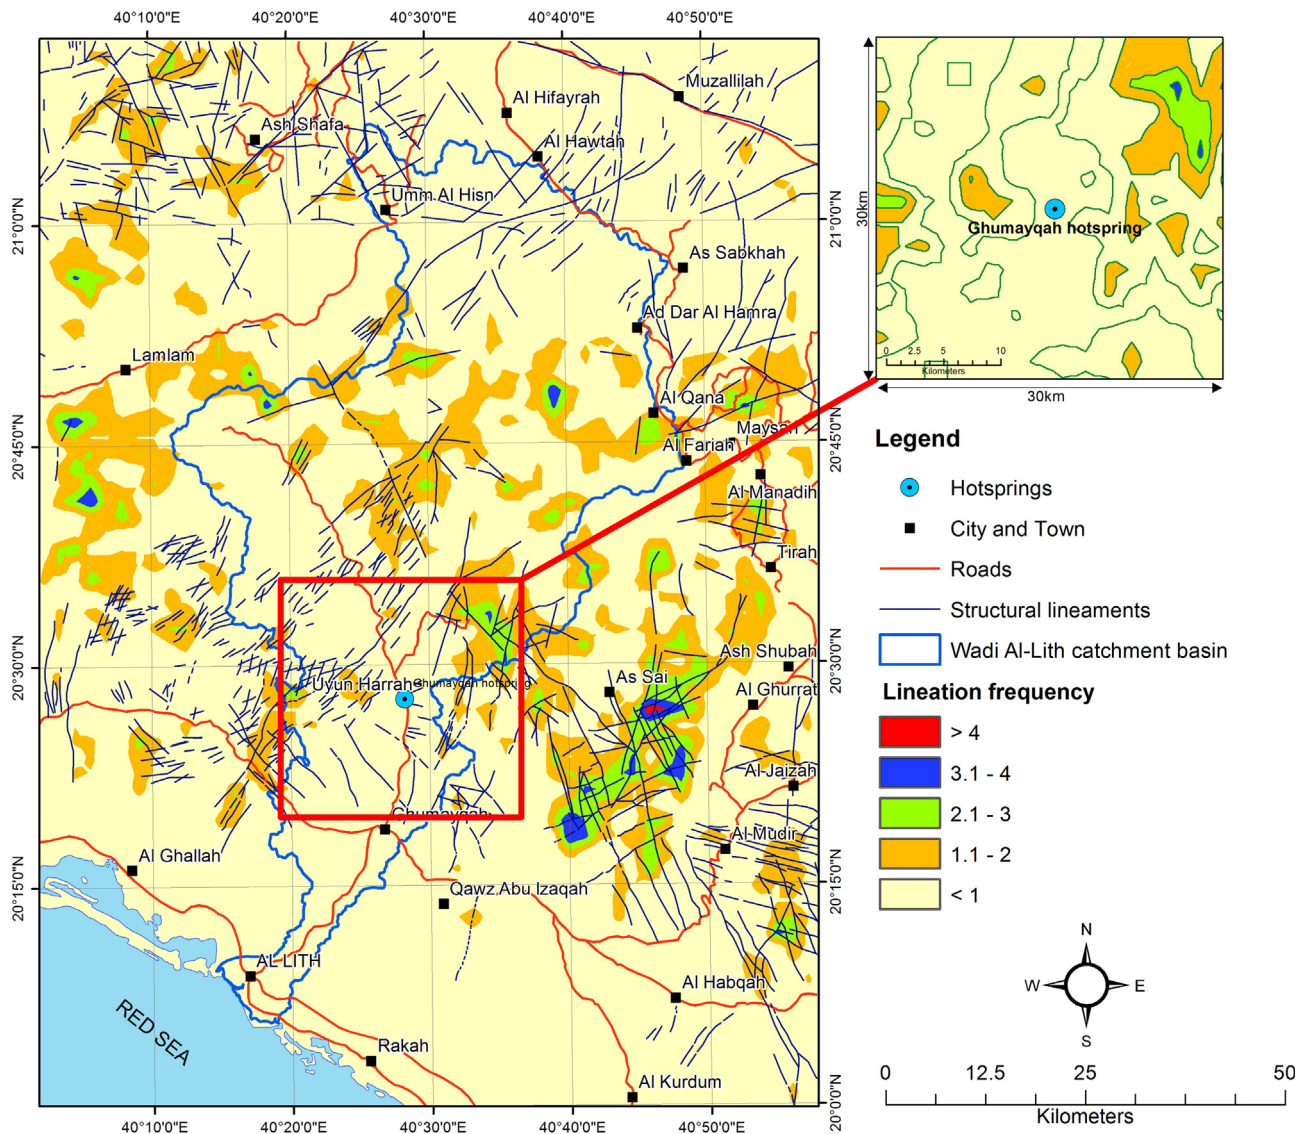 40°10'0"E
40°20'0"E
40°30'0"E
40°40'0"E
40°50'0"E
Muzallilah
Al Hifayrah
Ash Shafa
Al Hawtah
Umm Al Hisn
21°0'0"N
21°0'0"N
As Sabkhah
Ad Dar Al Hamra
Lamlam
Al Qana
Maysan
Al Fariah
20°45'0"N
20°45'0"N
Al Manadih
Tirah
Ash Shubah
20°30'0"N
20°30'0"N
As Sai
Uyun Harrah
Ghumayqah hotspring
Al Ghurrat
Al Jaizah
Ghumayqah
Al Mudir
Al Ghallah
20°15'0"N
20°15'0"N
Qawz Abu Izaqah
AL LITH
Al Habqah
RED SEA
Rakah
Al Kurdum
20°0'0"N
40°10'0"E
40°20'0"E
40°30'0"E
40°40'0"E
40°50'0"E
30km
Ghumayqah hotspring
0 2.5 5 10
Kilometers
30km
Legend
Hotsprings
City and Town
Roads
Structural lineaments
Wadi Al-Lith catchment basin
Lineation frequency
> 4
3.1 - 4
2.1 - 3
1.1 - 2
< 1
N
W
E
S
0 12.5 25 50
Kilometers